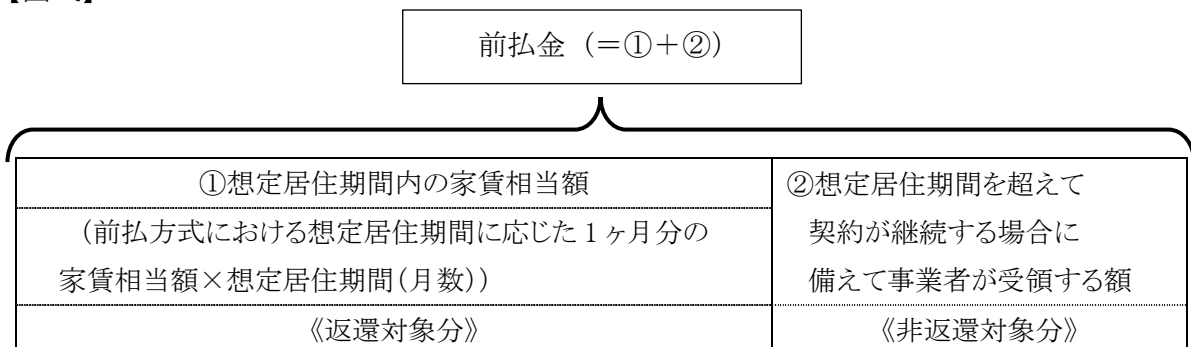 前払金 (＝①＋②)
①想定居住期間内の家賃相当額
(前払方式における想定居住期間に応じた 1 ヶ月分の
家賃相当額×想定居住期間(月数))
《返還対象分》
②想定居住期間を超えて
契約が継続する場合に
備えて事業者が受領する額
《非返還対象分》